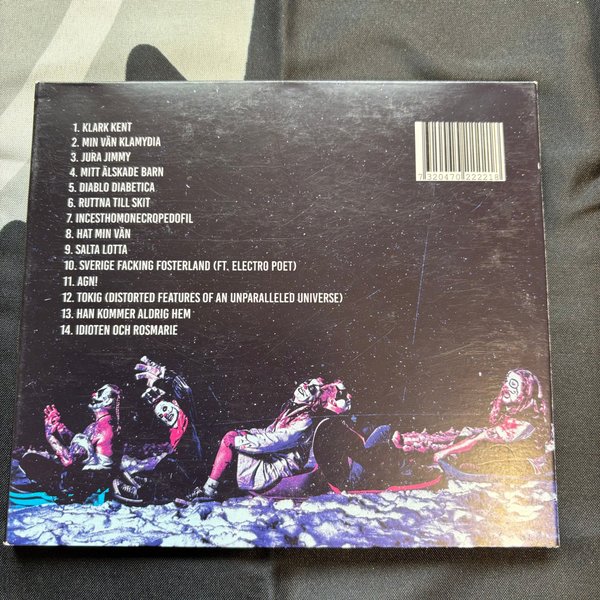 1. KLARK KENT
2. MIN VÄN KLAMYDIA
3. JURA JIMMY
4. MITT ÄLSKADE BARN
5. DIABLO DIABETICA
6. RUTTNA TILL SKIT
7. INCESTHOMONECROPEDOFIL
8. HAT MIN VÄN
9. SALTA LOTTA
10. SVERIGE FACKING FOSTERLAND (FT. ELECTRO POET)
11. AGN!
12. TOKIG (DISTORTED FEATURES OF AN UNPARALLELED UNIVERSE)
13. HAN KOMMER ALDRIG HEM
14. IDIOTEN OCH ROSMARIE
7 320470 222218